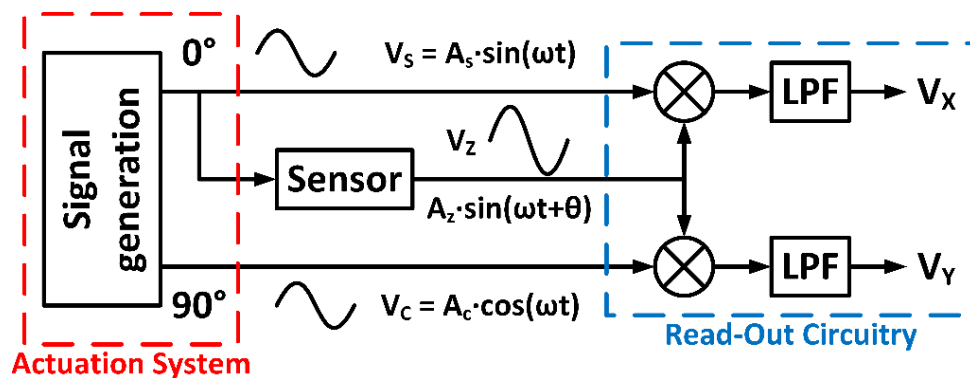 0°
V_S = A_s·sin(ωt)
LPF
V_X
Signal
generation
Sensor
V_Z
A_z·sin(ωt+θ)
LPF
V_Y
90°
V_C = A_c·cos(ωt)
Actuation System
Read-Out Circuitry